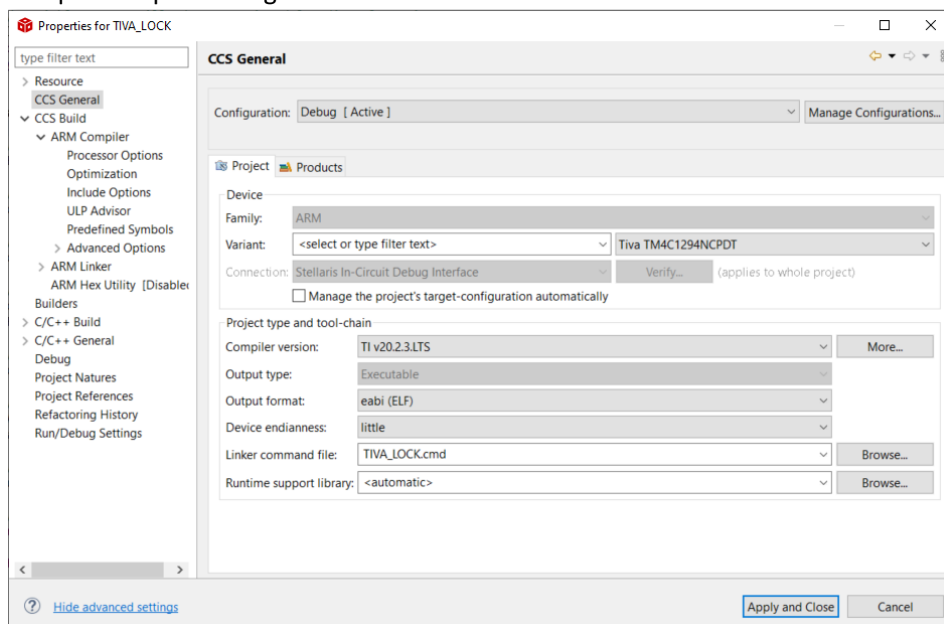 Properties for TIVA_LOCK
type filter text
Resource
CCS General
CCS Build
ARM Compiler
Processor Options
Optimization
Include Options
ULP Advisor
Predefined Symbols
Advanced Options
ARM Linker
ARM Hex Utility [Disable
Builders
C/C++ Build
C/C++ General
Debug
Project Natures
Project References
Refactoring History
Run/Debug Settings
CCS General
Configuration: Debug [ Active ] Manage Configurations...
Project Products
Device
Family: ARM
Variant: <select or type filter text> Tiva TM4C1294NCPDT
Connection: Stellaris In-Circuit Debug Interface Verify... (applies to whole project)
Manage the project's target-configuration automatically
Project type and tool-chain
Compiler version: TI v20.2.3.LTS More...
Output type: Executable
Output format: eabi (ELF)
Device endianness: little
Linker command file: TIVA_LOCK.cmd Browse...
Runtime support library: <automatic> Browse...
Hide advanced settings Apply and Close Cancel